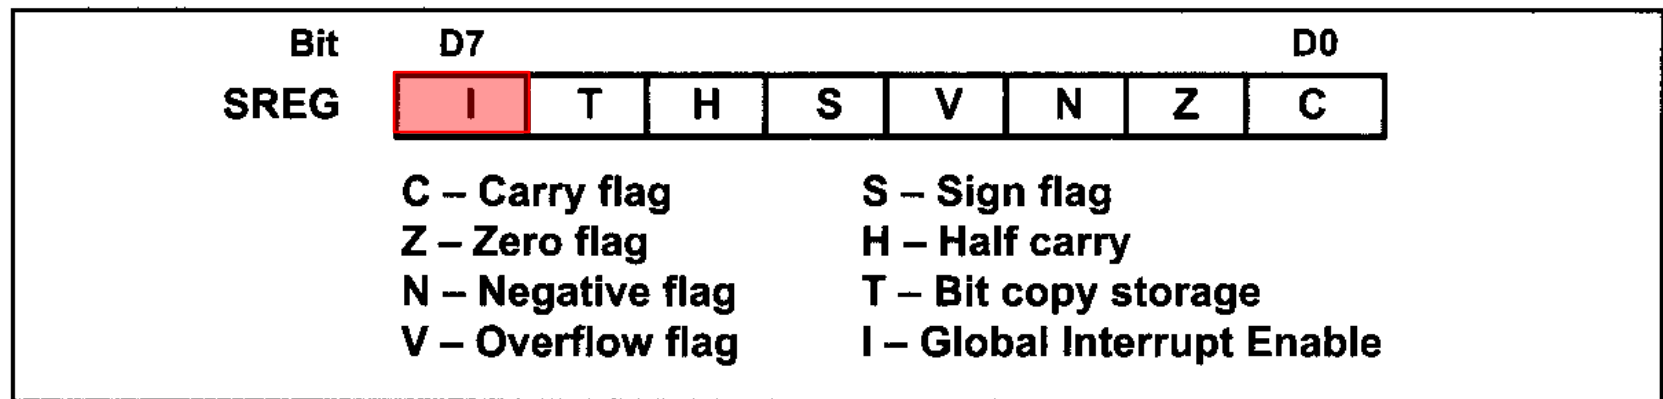 Bit D7 D0
SREG I T H S V N Z C
C – Carry flag S – Sign flag
Z – Zero flag H – Half carry
N – Negative flag T – Bit copy storage
V – Overflow flag I – Global Interrupt Enable